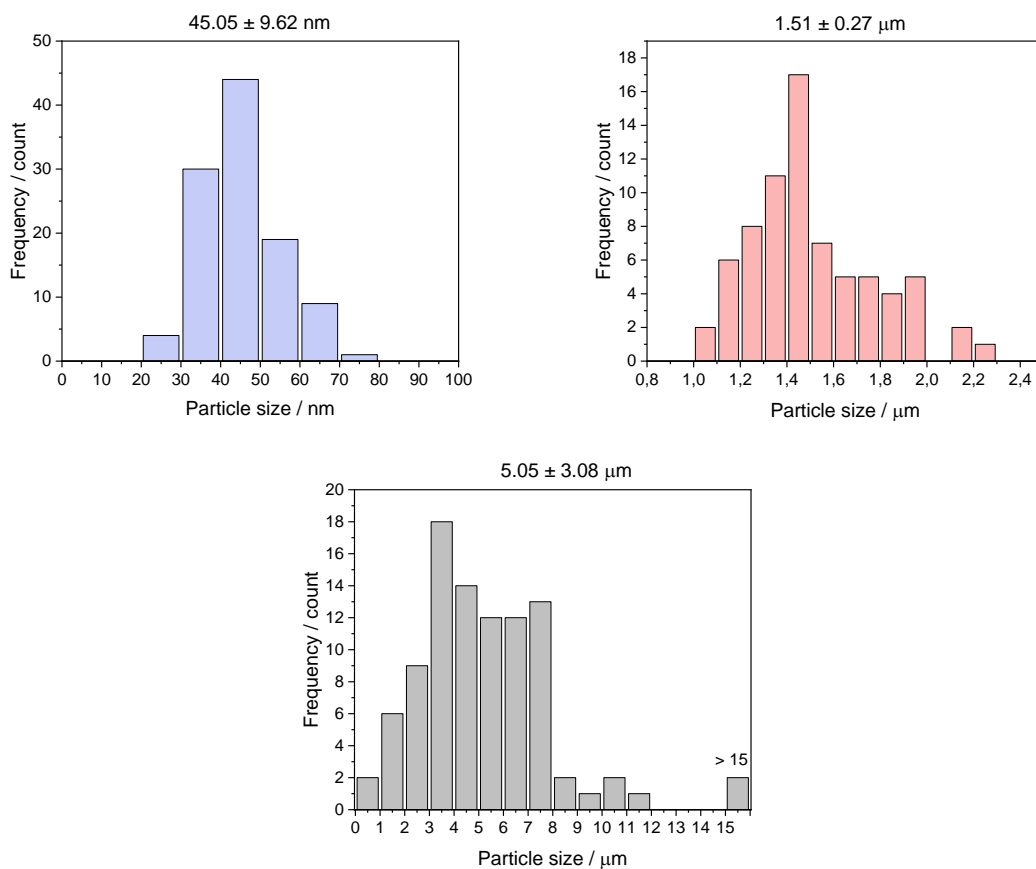 45.05 ± 9.62 nm
50
40
30
20
10
0
Frequency / count
0 10 20 30 40 50 60 70 80 90 100
Particle size / nm
1.51 ± 0.27 μm
18
16
14
12
10
8
6
4
2
0
Frequency / count
0,8 1,0 1,2 1,4 1,6 1,8 2,0 2,2 2,4
Particle size / μm
5.05 ± 3.08 μm
20
18
16
14
12
10
8
6
4
2
0
Frequency / count
> 15
0 1 2 3 4 5 6 7 8 9 10 11 12 13 14 15
Particle size / μm